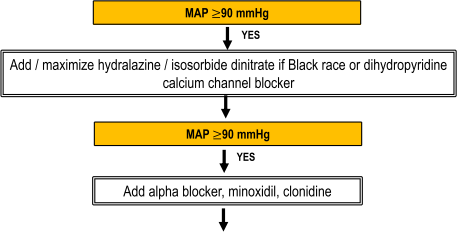 MAP ≥90 mmHg
YES
Add / maximize hydralazine / isosorbide dinitrate if Black race or dihydropyridine
calcium channel blocker
MAP ≥90 mmHg
YES
Add alpha blocker, minoxidil, clonidine